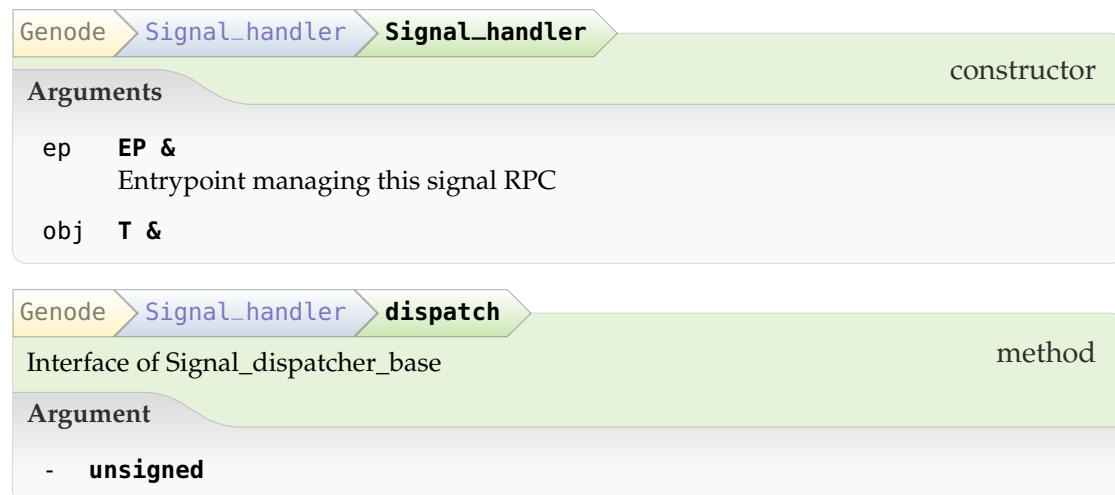 Genode Signal_handler Signal_handler
constructor
Arguments
ep EP &
Entrypoint managing this signal RPC
obj T &
Genode Signal_handler dispatch
method
Interface of Signal_dispatcher_base
Argument
- unsigned